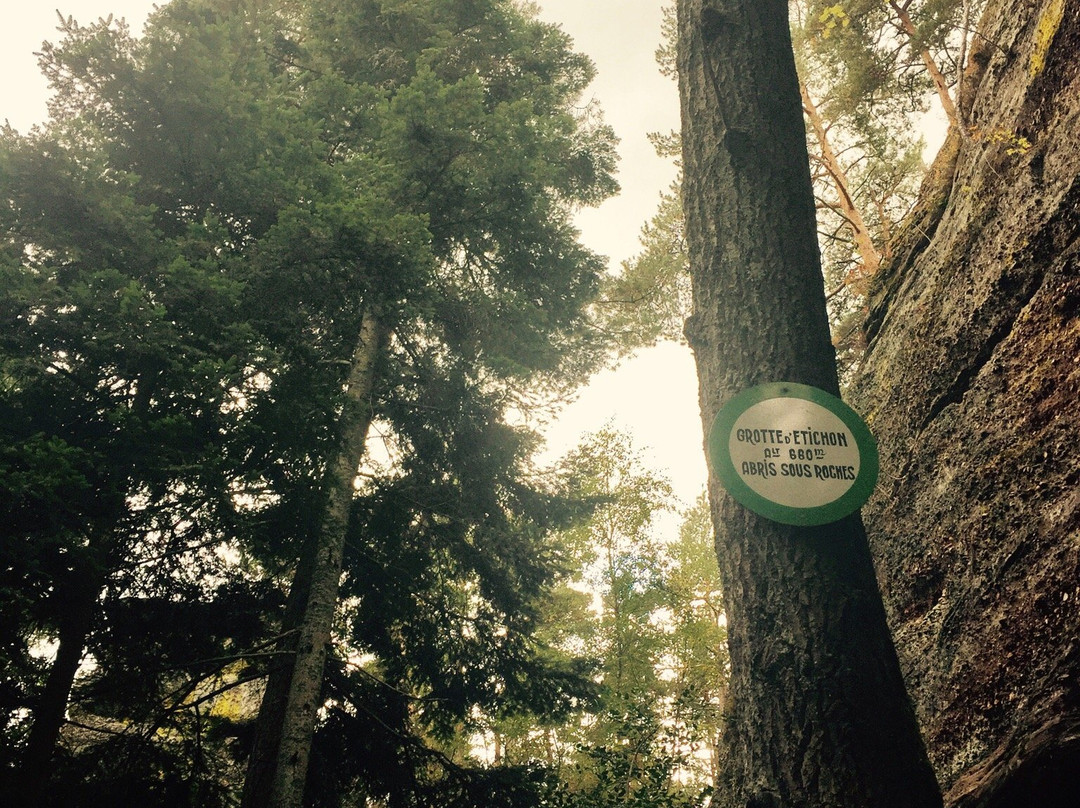 GROTTE D'ETICHON
ALT 680m
ABRIS SOUS ROCHES